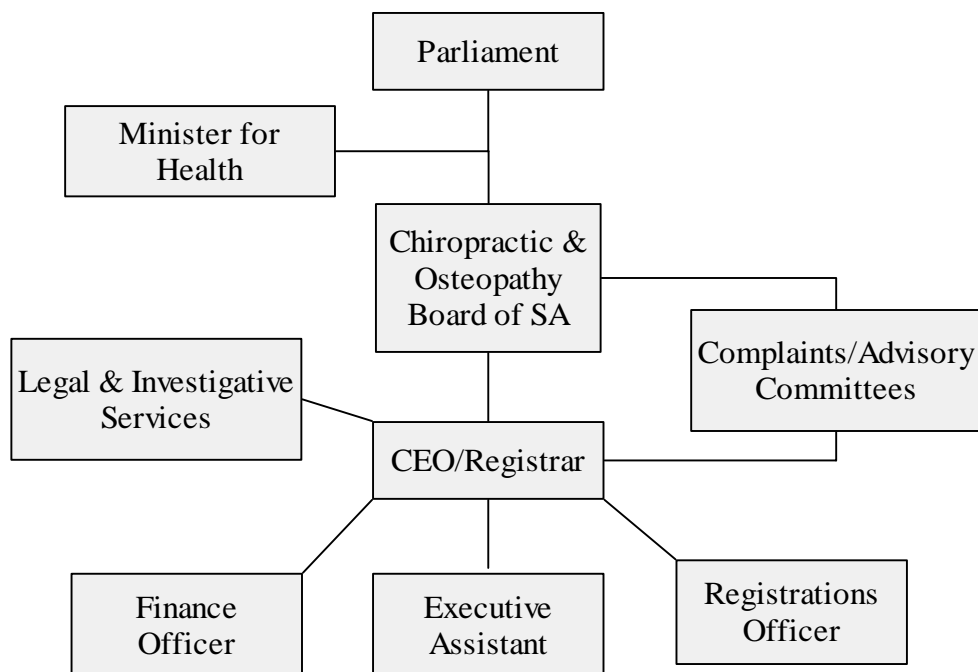 Parliament
Minister for
Health
Chiropractic &
Osteopathy
Board of SA
Complaints/Advisory
Committees
Legal & Investigative
Services
CEO/Registrar
Finance
Officer
Executive
Assistant
Registrations
Officer